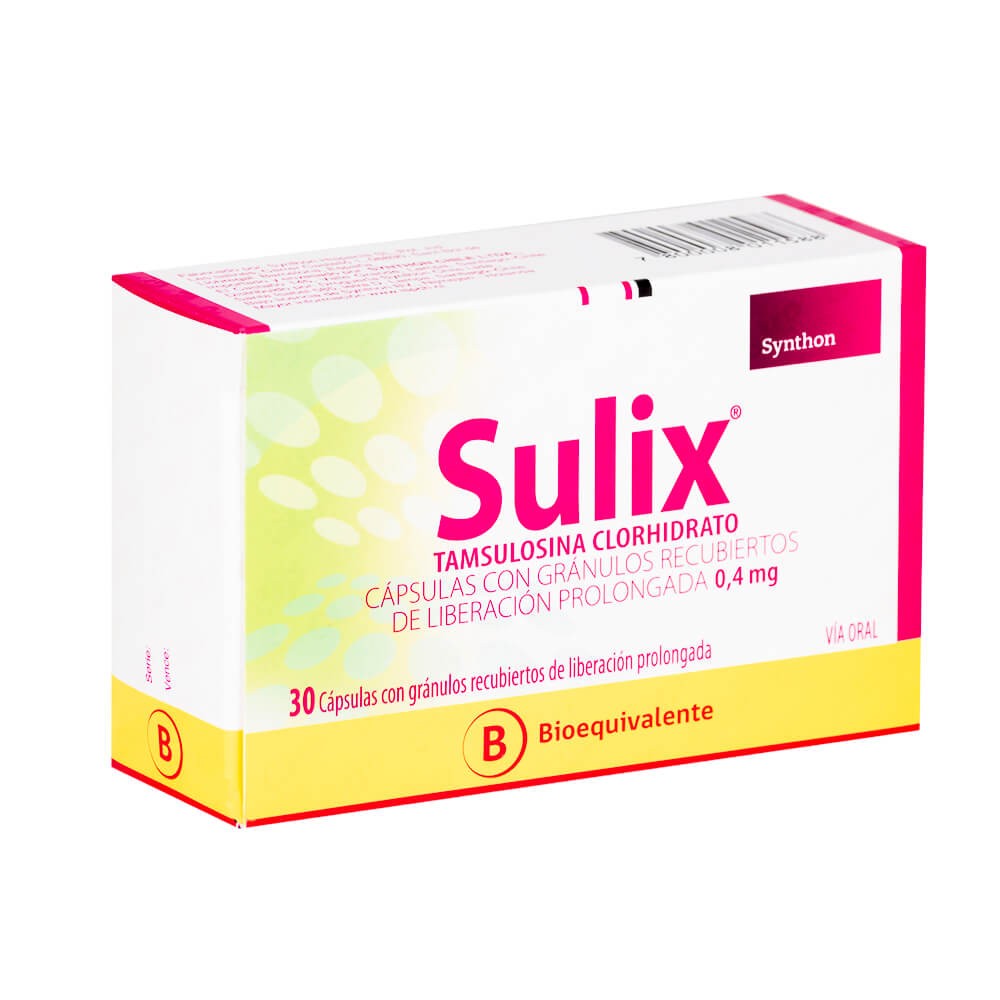 Synthon
Sulix®
TAMSULOSINA CLORHIDRATO
CÁPSULAS CON GRÁNULOS RECUBIERTOS
DE LIBERACIÓN PROLONGADA 0,4 mg
VÍA ORAL
30 Cápsulas con gránulos recubiertos de liberación prolongada
B Bioequivalente
Serie:
Vence:
B